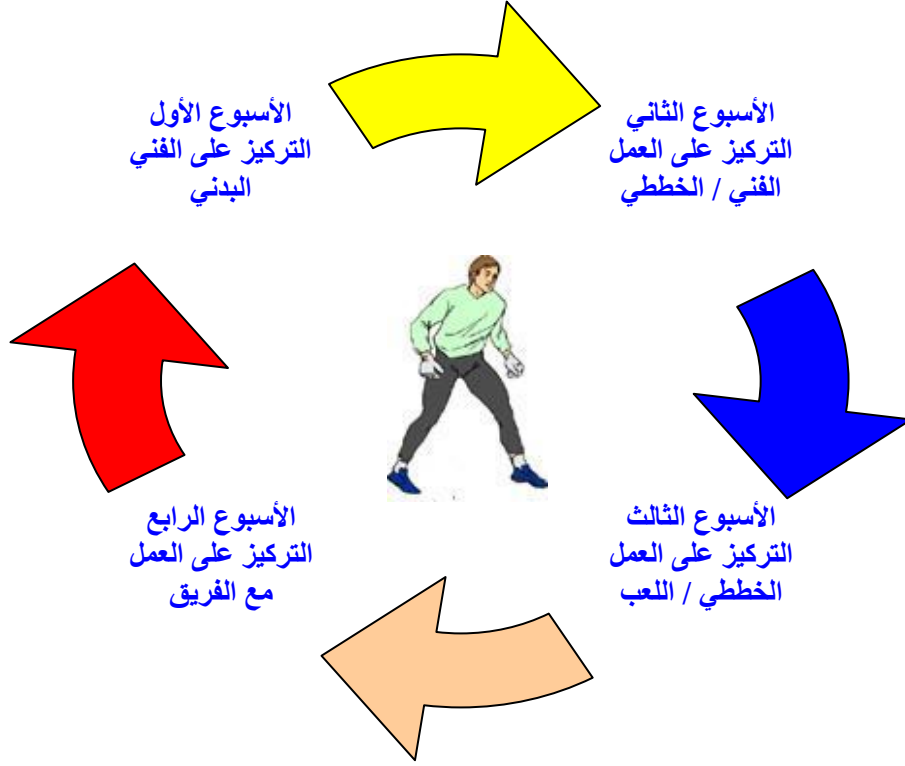 الأسبوع الأول
التركيز على الفني
البدني
الأسبوع الثاني
التركيز على العمل
الفني / الخططي
الأسبوع الثالث
التركيز على العمل
الخططي / اللعب
الأسبوع الرابع
التركيز على العمل
مع الفريق